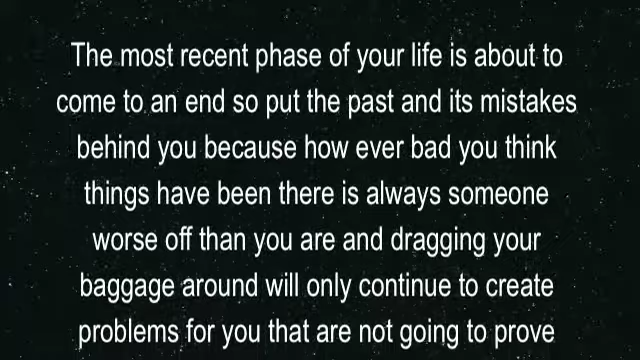 The most recent phase of your life is about to
come to an end so put the past and its mistakes
behind you because how ever bad you think
things have been there is always someone
worse off than you are and dragging your
baggage around will only continue to create
problems for you that are not going to prove